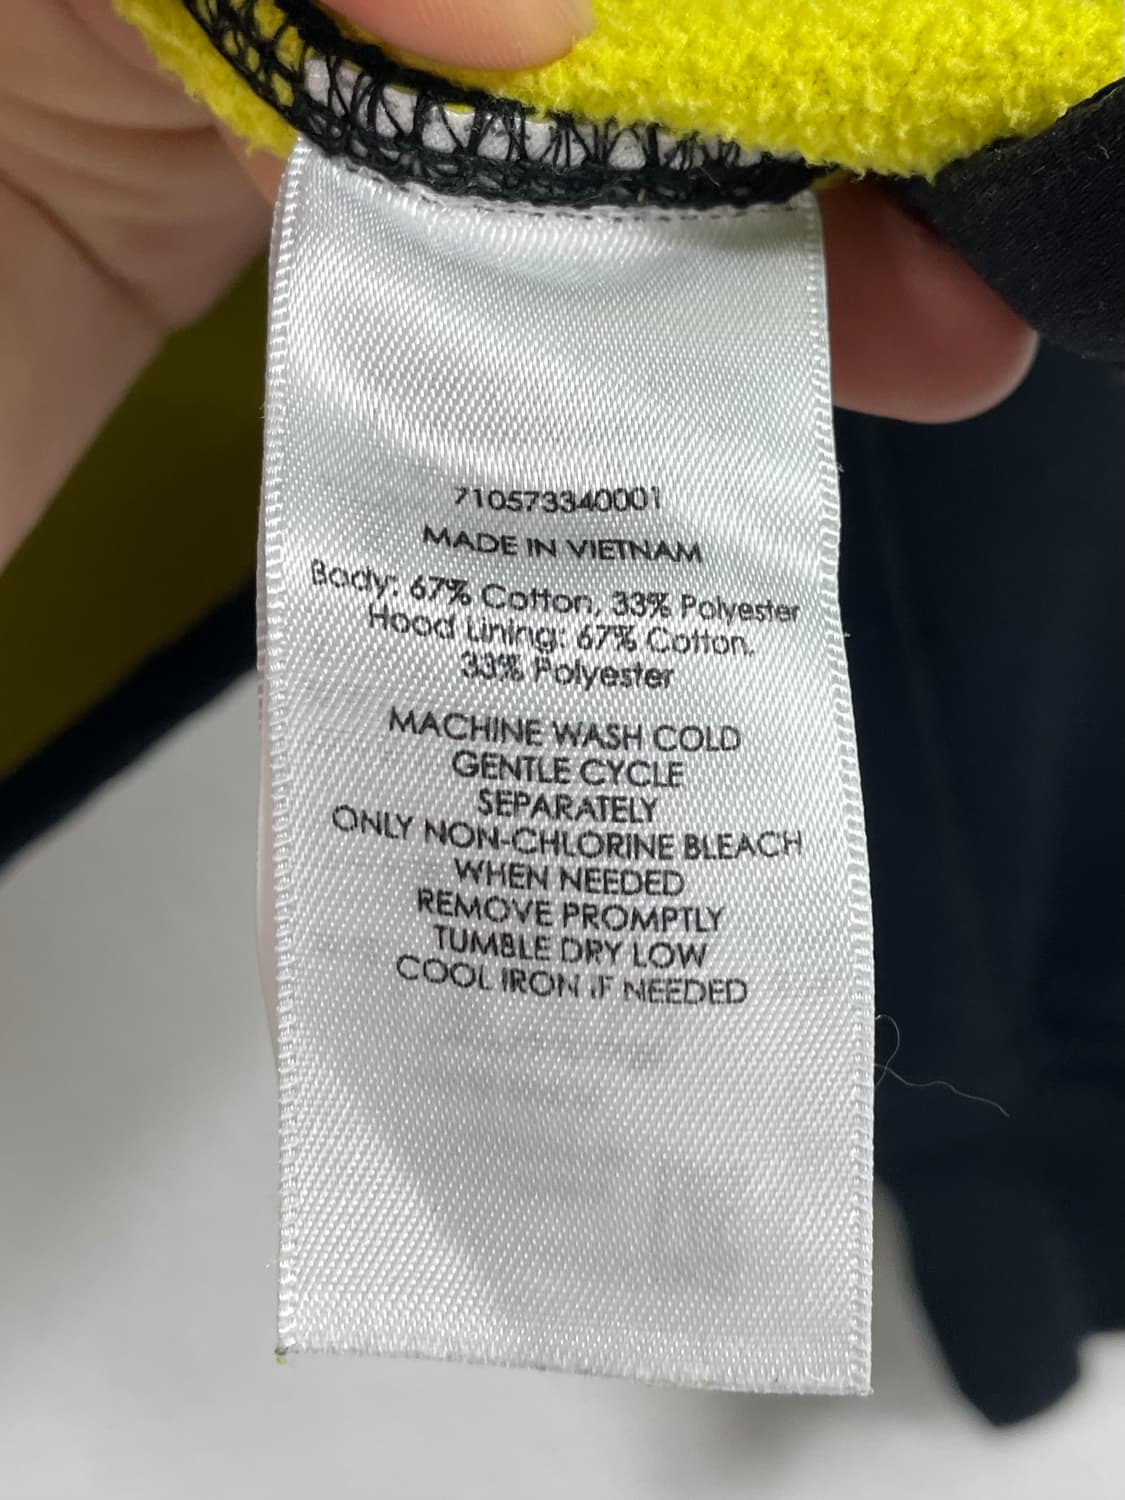 710573340001
MADE IN VIETNAM
Body: 67% Cotton, 33% Polyester
Hood Lining: 67% Cotton,
33% Polyester
MACHINE WASH COLD
GENTLE CYCLE
SEPARATELY
ONLY NON-CHLORINE BLEACH
WHEN NEEDED
REMOVE PROMPTLY
TUMBLE DRY LOW
COOL IRON IF NEEDED